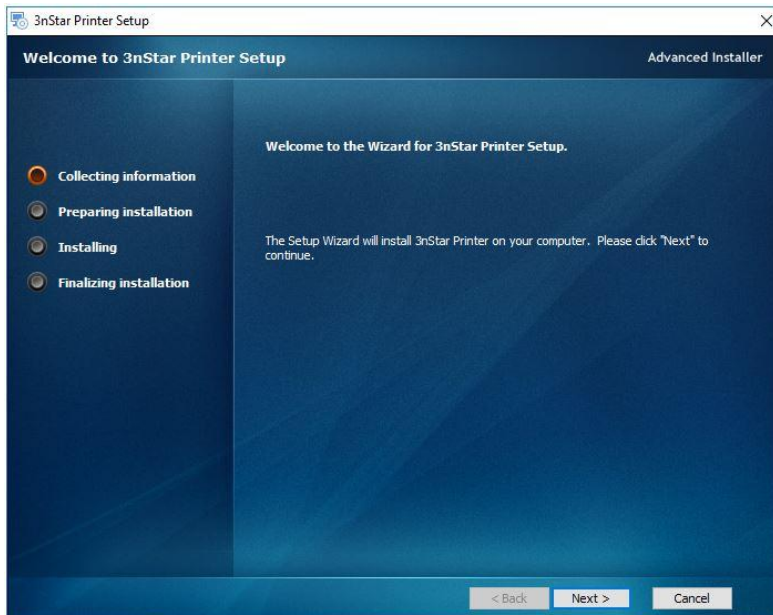 3nStar Printer Setup
Welcome to 3nStar Printer Setup
Advanced Installer
Collecting information
Preparing installation
Installing
Finalizing installation
Welcome to the Wizard for 3nStar Printer Setup.
The Setup Wizard will install 3nStar Printer on your computer. Please click "Next" to
continue.
< Back
Next >
Cancel